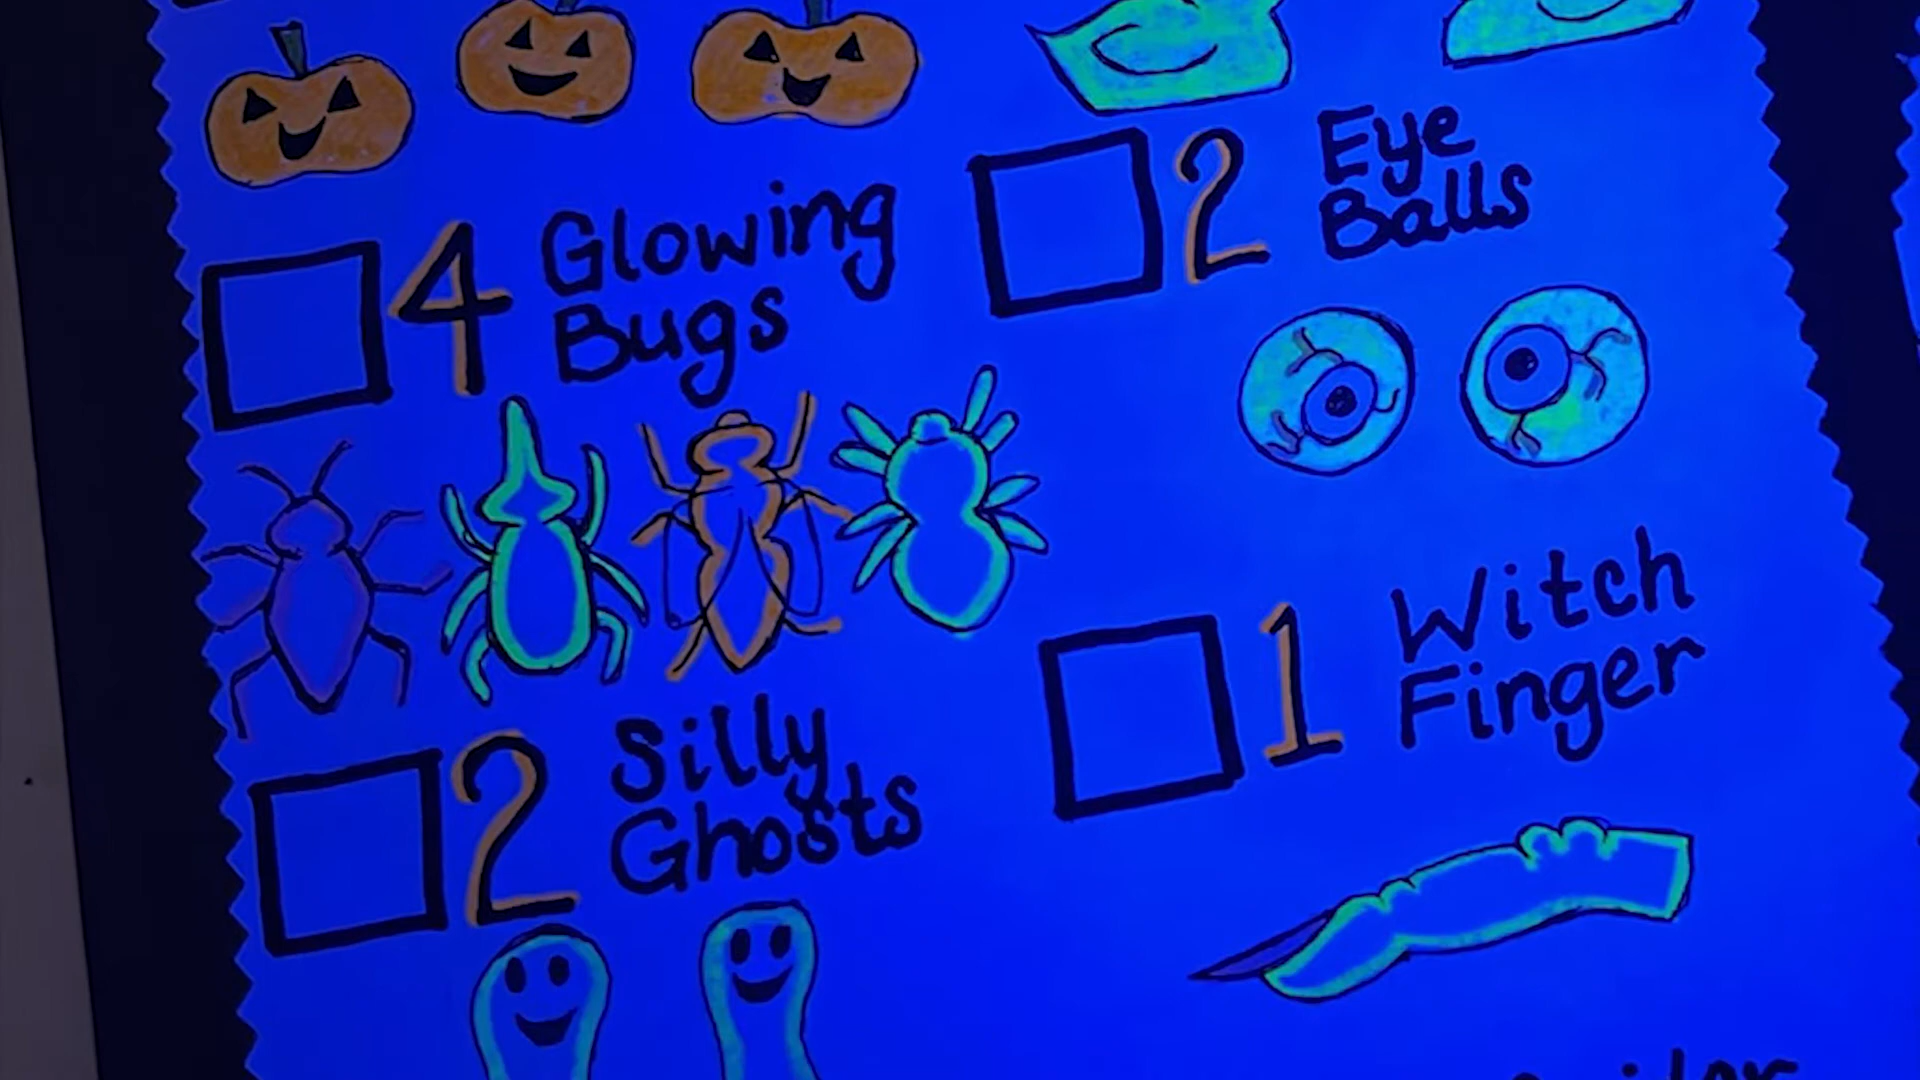 4 Glowing
Bugs
2 Silly
Ghosts
2 Eye
Balls
1 Witch
Finger